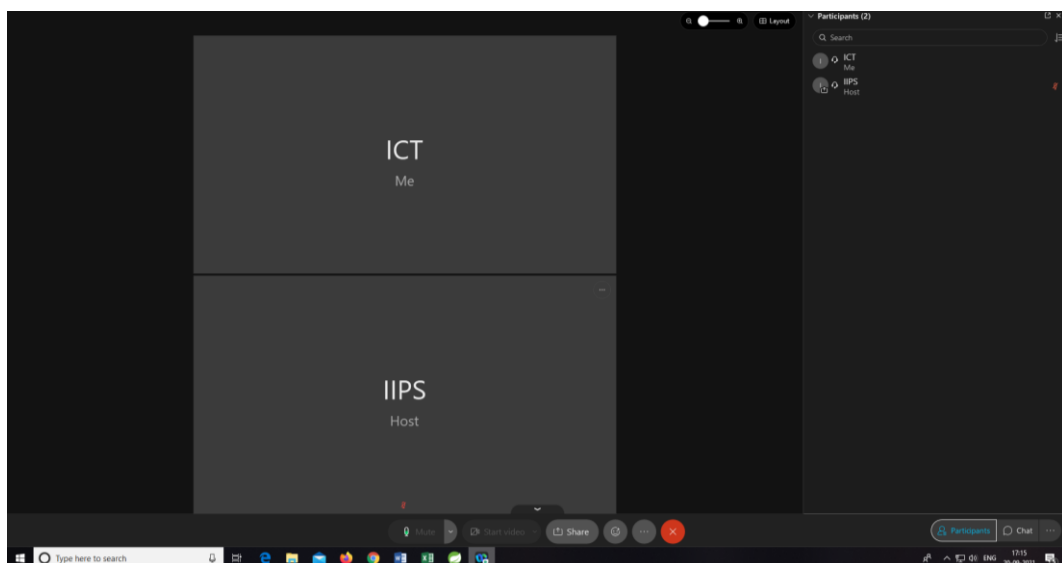 Layout
Participants (2)
Search
ICT
Me
IIPS
Host
ICT
Me
IIPS
Host
Mute
Start video
Share
Participants
Chat
Type here to search
ENG
17:15